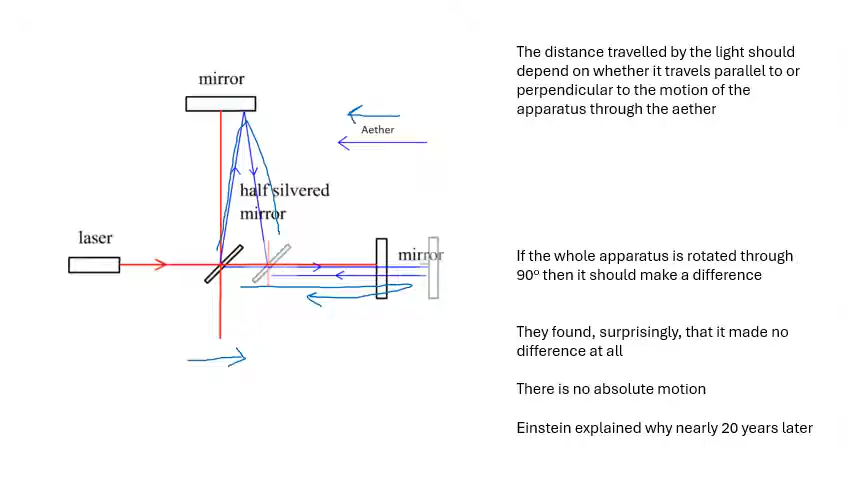 mirror
Aether
half silvered
mirror
laser
mirror
The distance travelled by the light should
depend on whether it travels parallel to or
perpendicular to the motion of the
apparatus through the aether
If the whole apparatus is rotated through
90º then it should make a difference
They found, surprisingly, that it made no
difference at all
There is no absolute motion
Einstein explained why nearly 20 years later